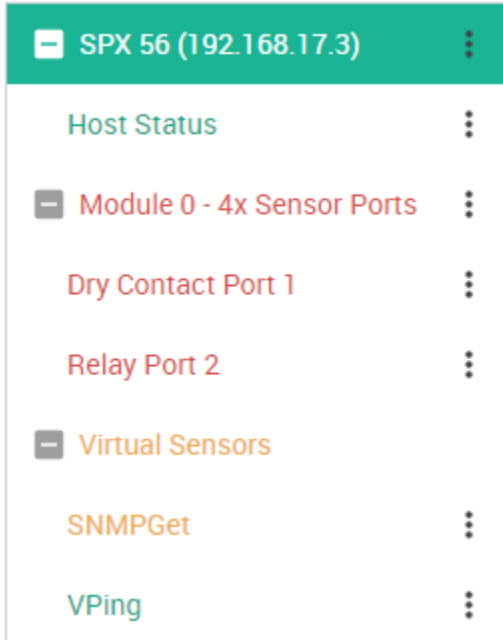 SPX 56 (192.168.17.3)
Host Status
Module 0 - 4x Sensor Ports
Dry Contact Port 1
Relay Port 2
Virtual Sensors
SNMPGet
VPing